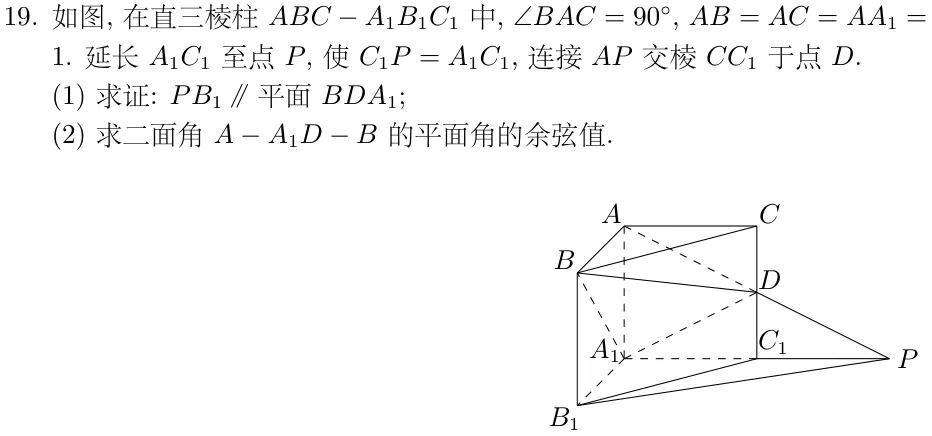 19. 如图, 在直三棱柱 ABC − A₁B₁C₁ 中, ∠BAC = 90°, AB = AC = AA₁ =
1. 延长 A₁C₁ 至点 P, 使 C₁P = A₁C₁, 连接 AP 交棱 CC₁ 于点 D.
(1) 求证: PB₁ ∥ 平面 BDA₁;
(2) 求二面角 A − A₁D − B 的平面角的余弦值.
A C
B
D
A₁ C₁
P
B₁